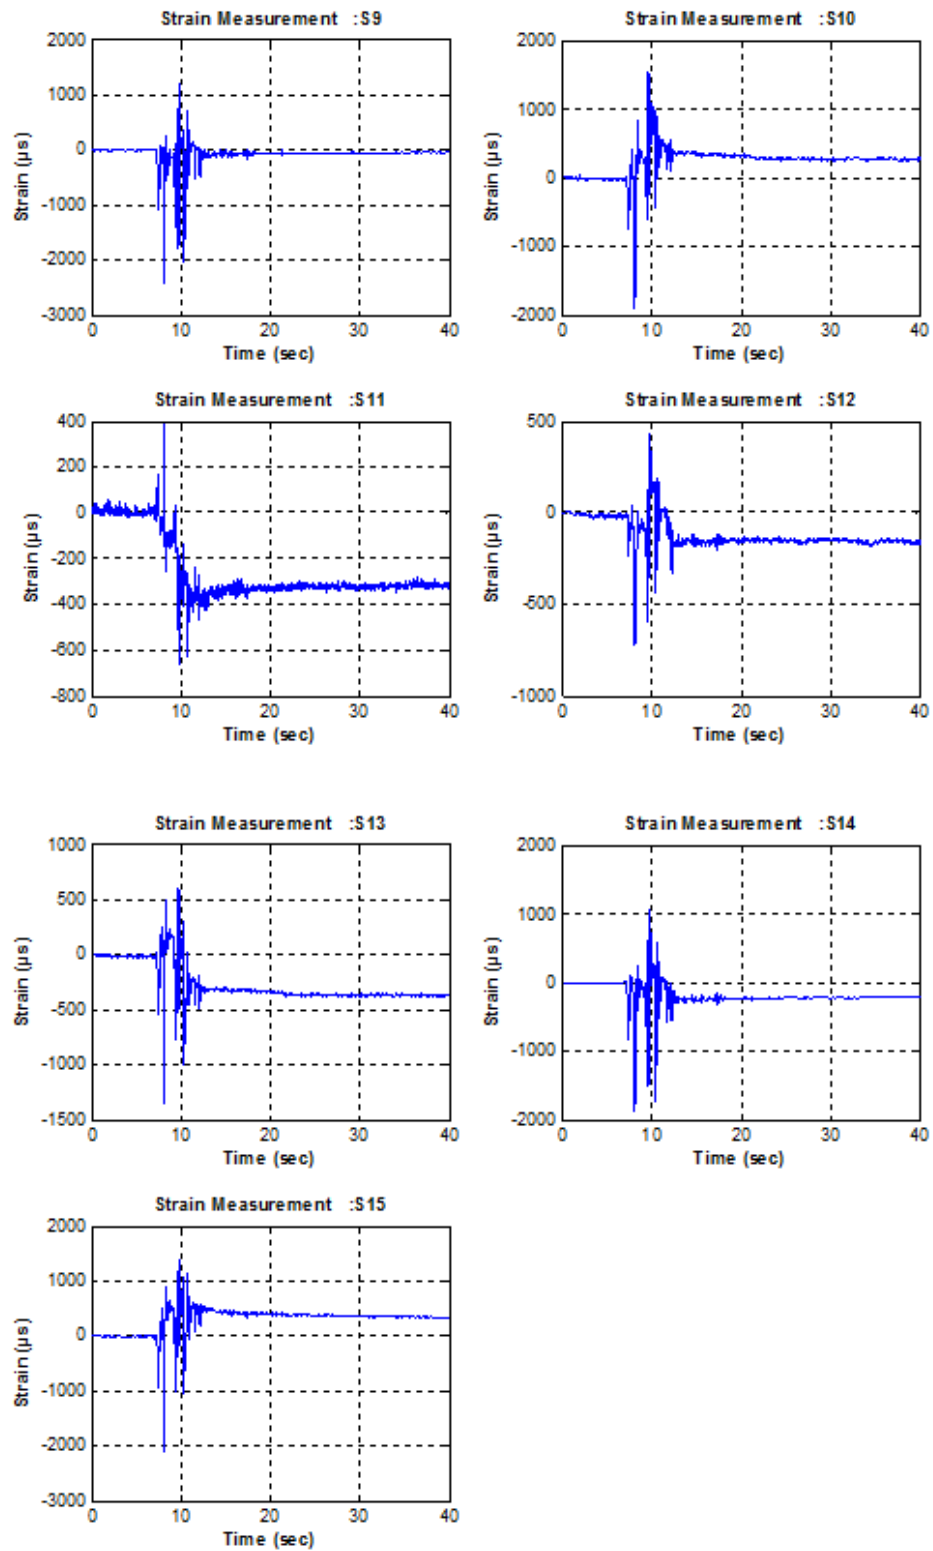 Strain Measurement :S9
2000
1000
0
-1000
-2000
-3000
Strain (µs)
0 10 20 30 40
Time (sec)
Strain Measurement :S10
2000
1000
0
-1000
-2000
Strain (µs)
0 10 20 30 40
Time (sec)
Strain Measurement :S11
400
200
0
-200
-400
-600
-800
Strain (µs)
0 10 20 30 40
Time (sec)
Strain Measurement :S12
500
0
-500
-1000
Strain (µs)
0 10 20 30 40
Time (sec)
Strain Measurement :S13
1000
500
0
-500
-1000
-1500
Strain (µs)
0 10 20 30 40
Time (sec)
Strain Measurement :S14
2000
1000
0
-1000
-2000
Strain (µs)
0 10 20 30 40
Time (sec)
Strain Measurement :S15
2000
1000
0
-1000
-2000
-3000
Strain (µs)
0 10 20 30 40
Time (sec)